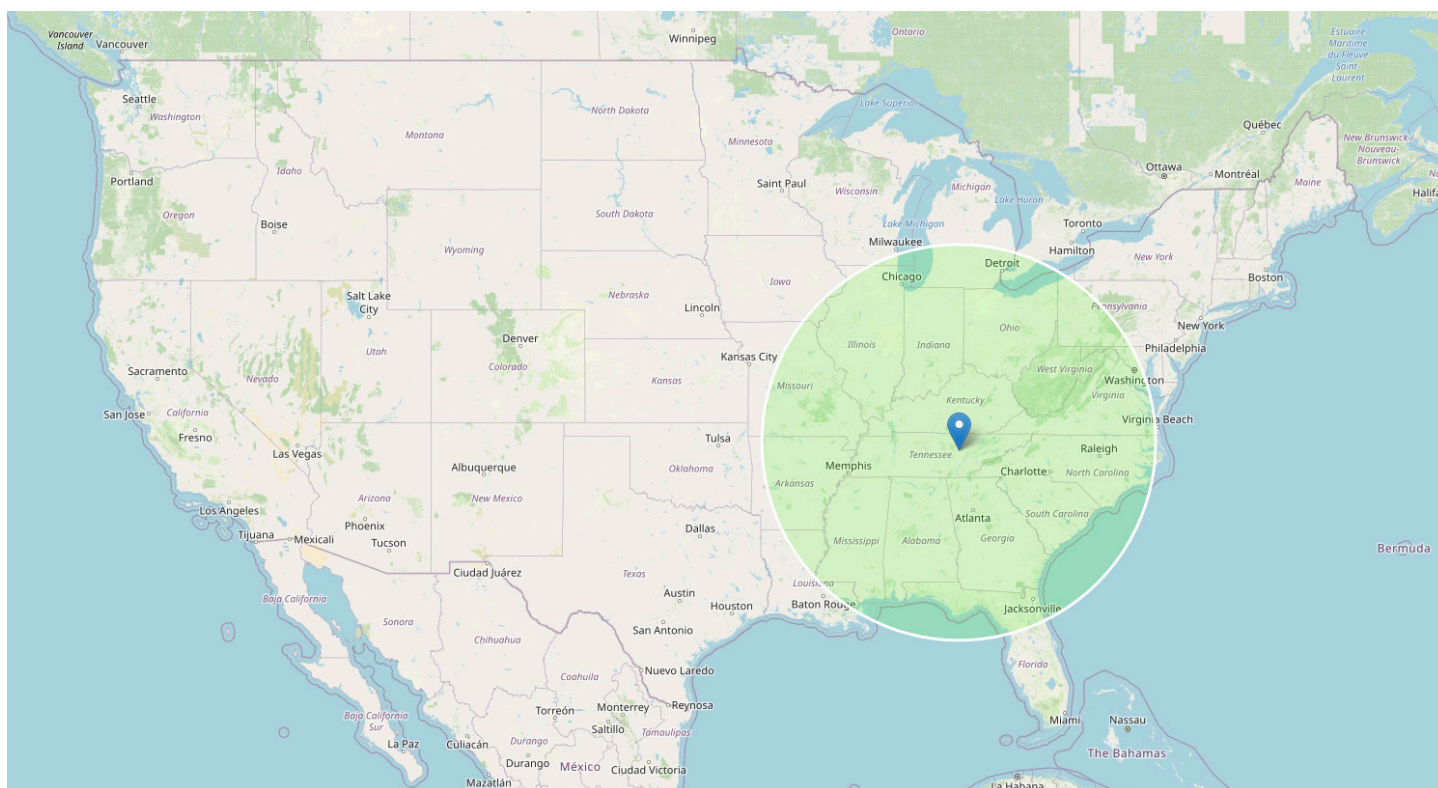 Vancouver
Island
Vancouver
Winnipeg
Ontario
Estuaire
Maritime
du Fleuve
Saint-
Laurent
Seattle
Washington
Montana
North Dakota
Lake Superior
Québec
New Brunswick /
Nouveau-
Brunswick
Minnesota
Ottawa
Montréal
Portland
Idaho
Saint Paul
Wisconsin
Michigan
Maine
Halifa
Oregon
Boise
South Dakota
Lake Michigan
Lake Huron
Toronto
Wyoming
Milwaukee
Hamilton
New York
Detroit
Chicago
Boston
Iowa
Salt Lake
City
Nebraska
Lincoln
Pennsylvania
New York
Ohio
Denver
Illinois
Indiana
Philadelphia
Utah
Kansas City
Colorado
Sacramento
Nevada
Kansas
Missouri
West Virginia
Washington
Kentucky
Virginia
San Jose
California
Virginia Beach
Fresno
Las Vegas
Tulsa
Tennessee
Raleigh
Albuquerque
Oklahoma
Memphis
Charlotte
North Carolina
Arizona
New Mexico
Arkansas
Los Angeles
Phoenix
Atlanta
South Carolina
Tijuana
Mexicali
Tucson
Dallas
Mississippi
Alabama
Georgia
Bermuda
Ciudad Juárez
Texas
Louisiana
Baja California
Austin
Houston
Baton Rouge
Jacksonville
Sonora
San Antonio
Chihuahua
Coahuila
Nuevo Laredo
Florida
Baja California
Sur
Torreón
Monterrey
Reynosa
Saltillo
Tamaulipas
Miami
Nassau
La Paz
Culiacán
Durango
Durango
México
Ciudad Victoria
The Bahamas
Mazatlán
La Habana